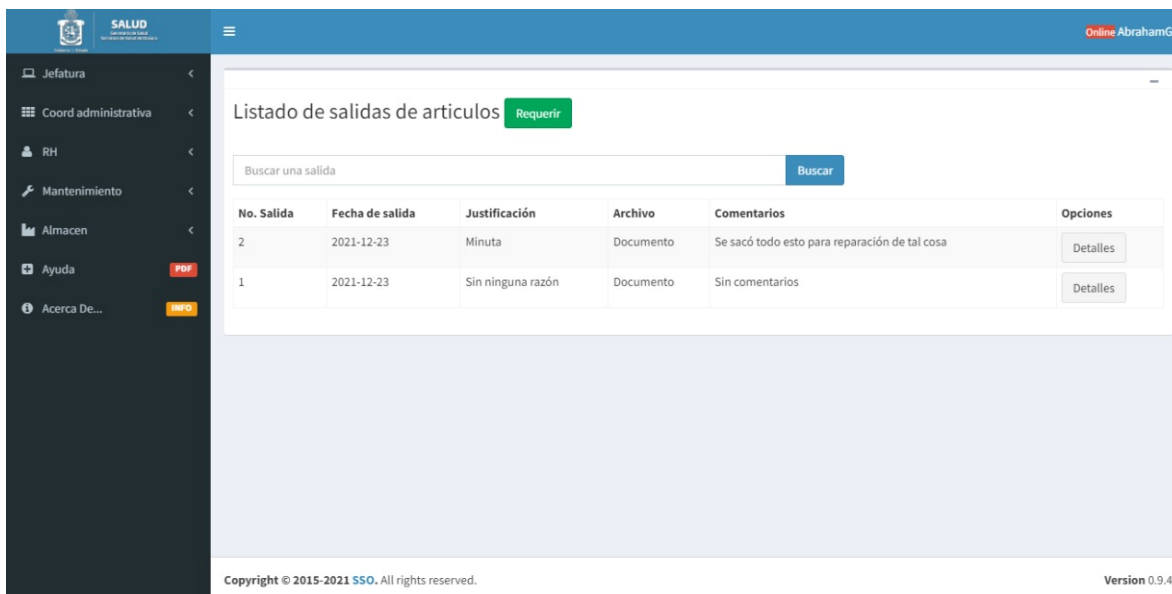 SALUD
Online AbrahamG
Jefatura
Coord administrativa
RH
Mantenimiento
Almacen
Ayuda PDF
Acerca De... INFO
Listado de salidas de articulos Requerir
Buscar una salida Buscar
No. Salida Fecha de salida Justificación Archivo Comentarios Opciones
2 2021-12-23 Minuta Documento Se sacó todo esto para reparación de tal cosa Detalles
1 2021-12-23 Sin ninguna razón Documento Sin comentarios Detalles
Copyright © 2015-2021 SSO. All rights reserved. Version 0.9.4